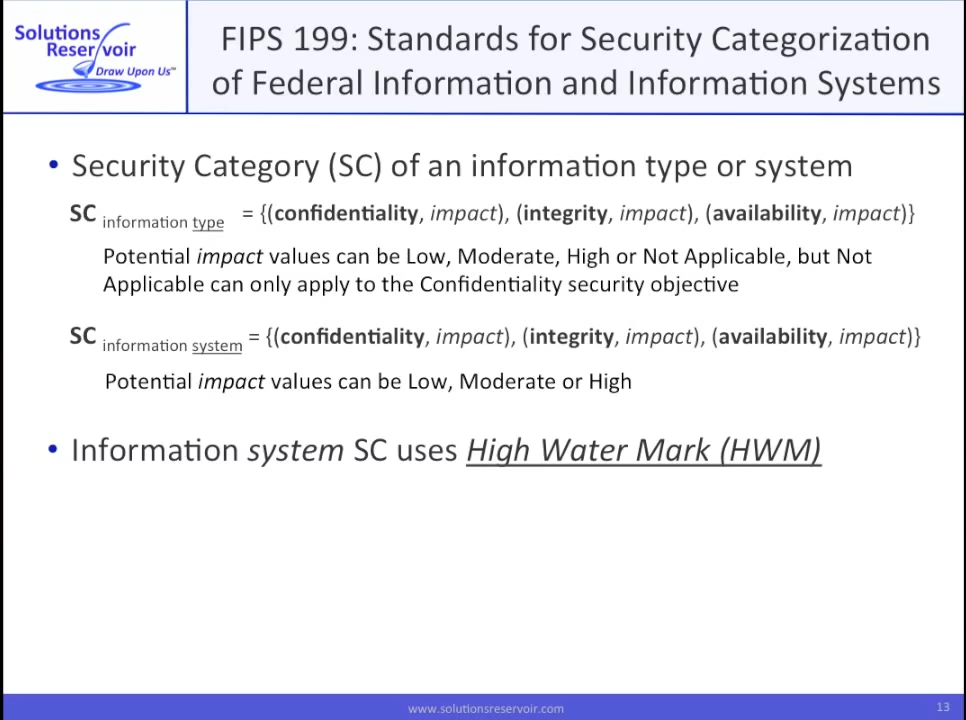 Solutions
Reservoir
Draw Upon Us™
FIPS 199: Standards for Security Categorization
of Federal Information and Information Systems
• Security Category (SC) of an information type or system
SC information type = {(confidentiality, impact), (integrity, impact), (availability, impact)}
Potential impact values can be Low, Moderate, High or Not Applicable, but Not
Applicable can only apply to the Confidentiality security objective
SC information system = {(confidentiality, impact), (integrity, impact), (availability, impact)}
Potential impact values can be Low, Moderate or High
• Information system SC uses High Water Mark (HWM)
www.solutionsreservoir.com
13